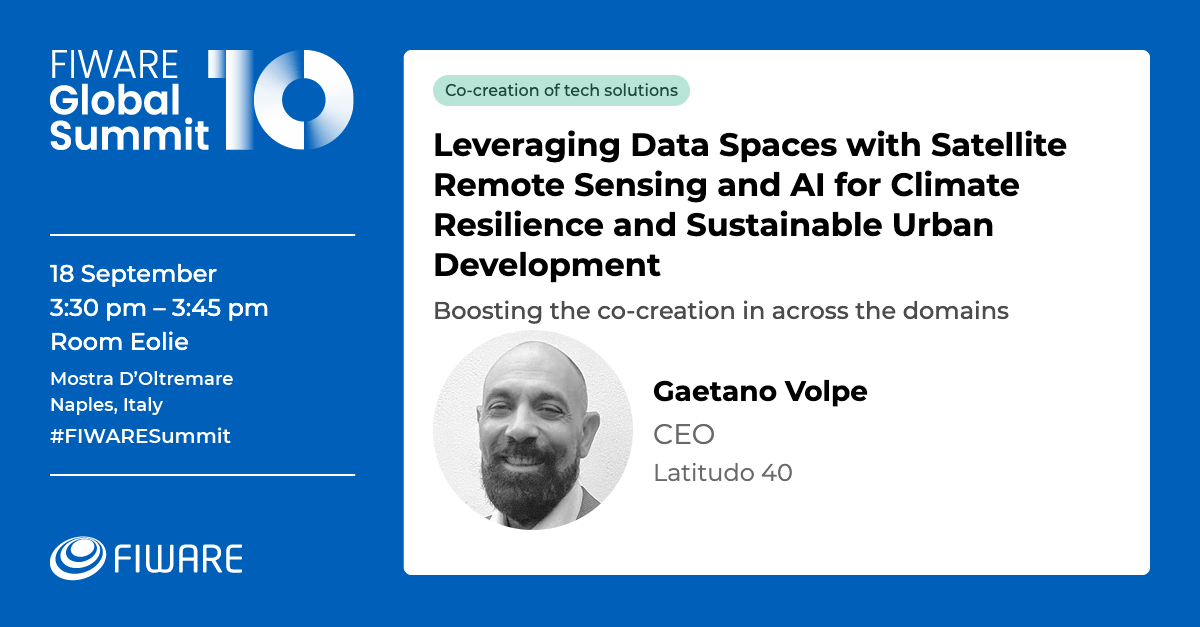 FIWARE
Global
Summit
10
18 September
3:30 pm – 3:45 pm
Room Eolie
Mostra D’Oltremare
Naples, Italy
#FIWARESummit
FIWARE
Co-creation of tech solutions
Leveraging Data Spaces with Satellite
Remote Sensing and AI for Climate
Resilience and Sustainable Urban
Development
Boosting the co-creation in across the domains
Gaetano Volpe
CEO
Latitudo 40